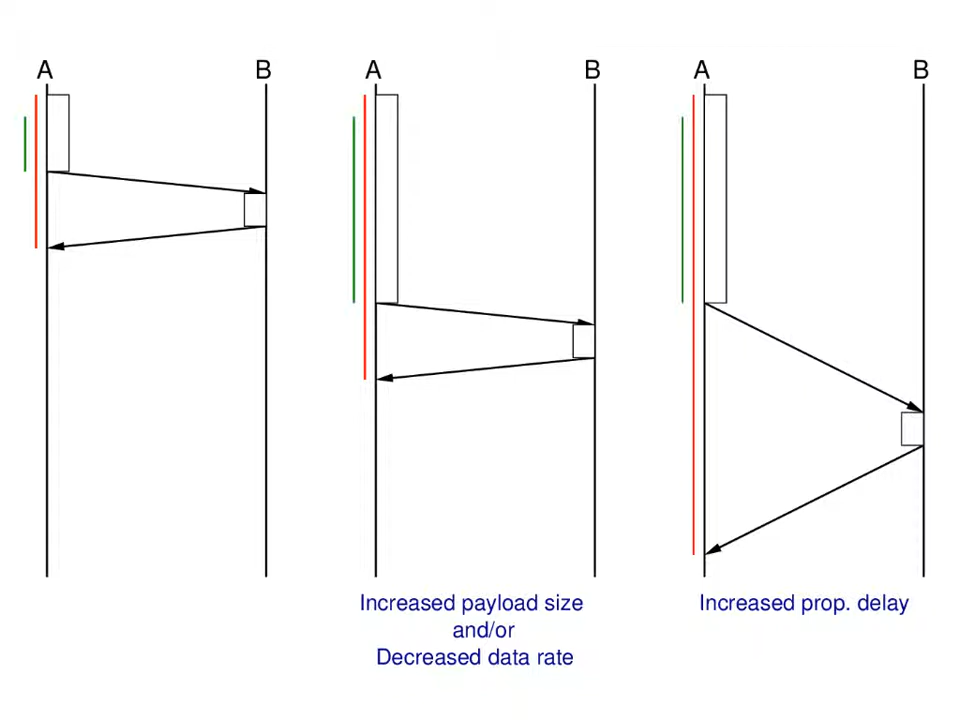 A B A B A B
Increased payload size
and/or
Decreased data rate
Increased prop. delay